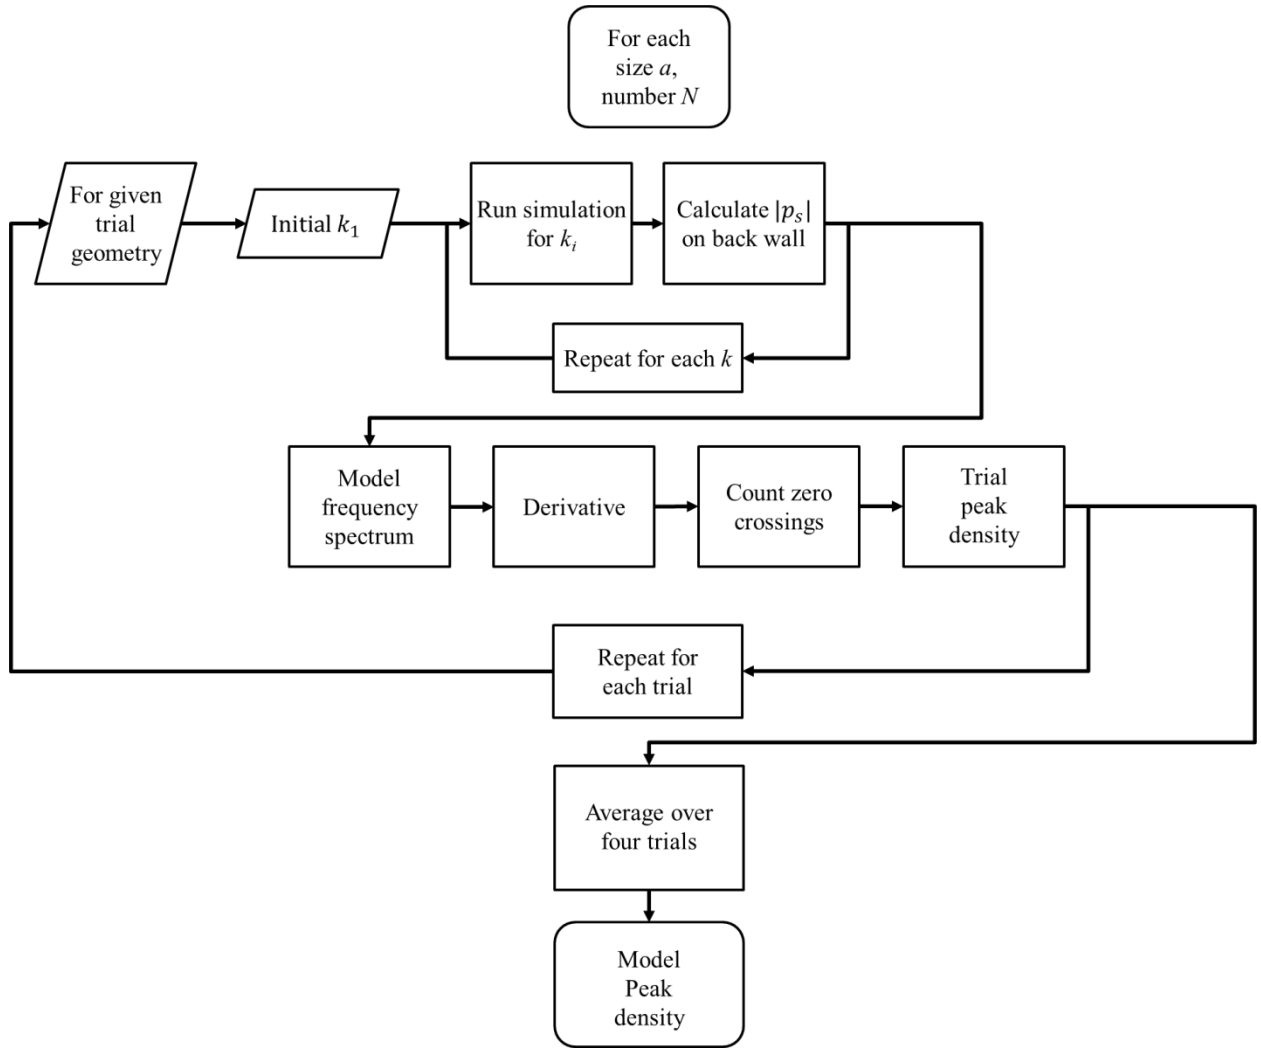 For each
size a,
number N
For given
trial
geometry
Initial k₁
Run simulation
for kᵢ
Calculate |pₛ|
on back wall
Repeat for each k
Model
frequency
spectrum
Derivative
Count zero
crossings
Trial
peak
density
Repeat for
each trial
Average over
four trials
Model
Peak
density